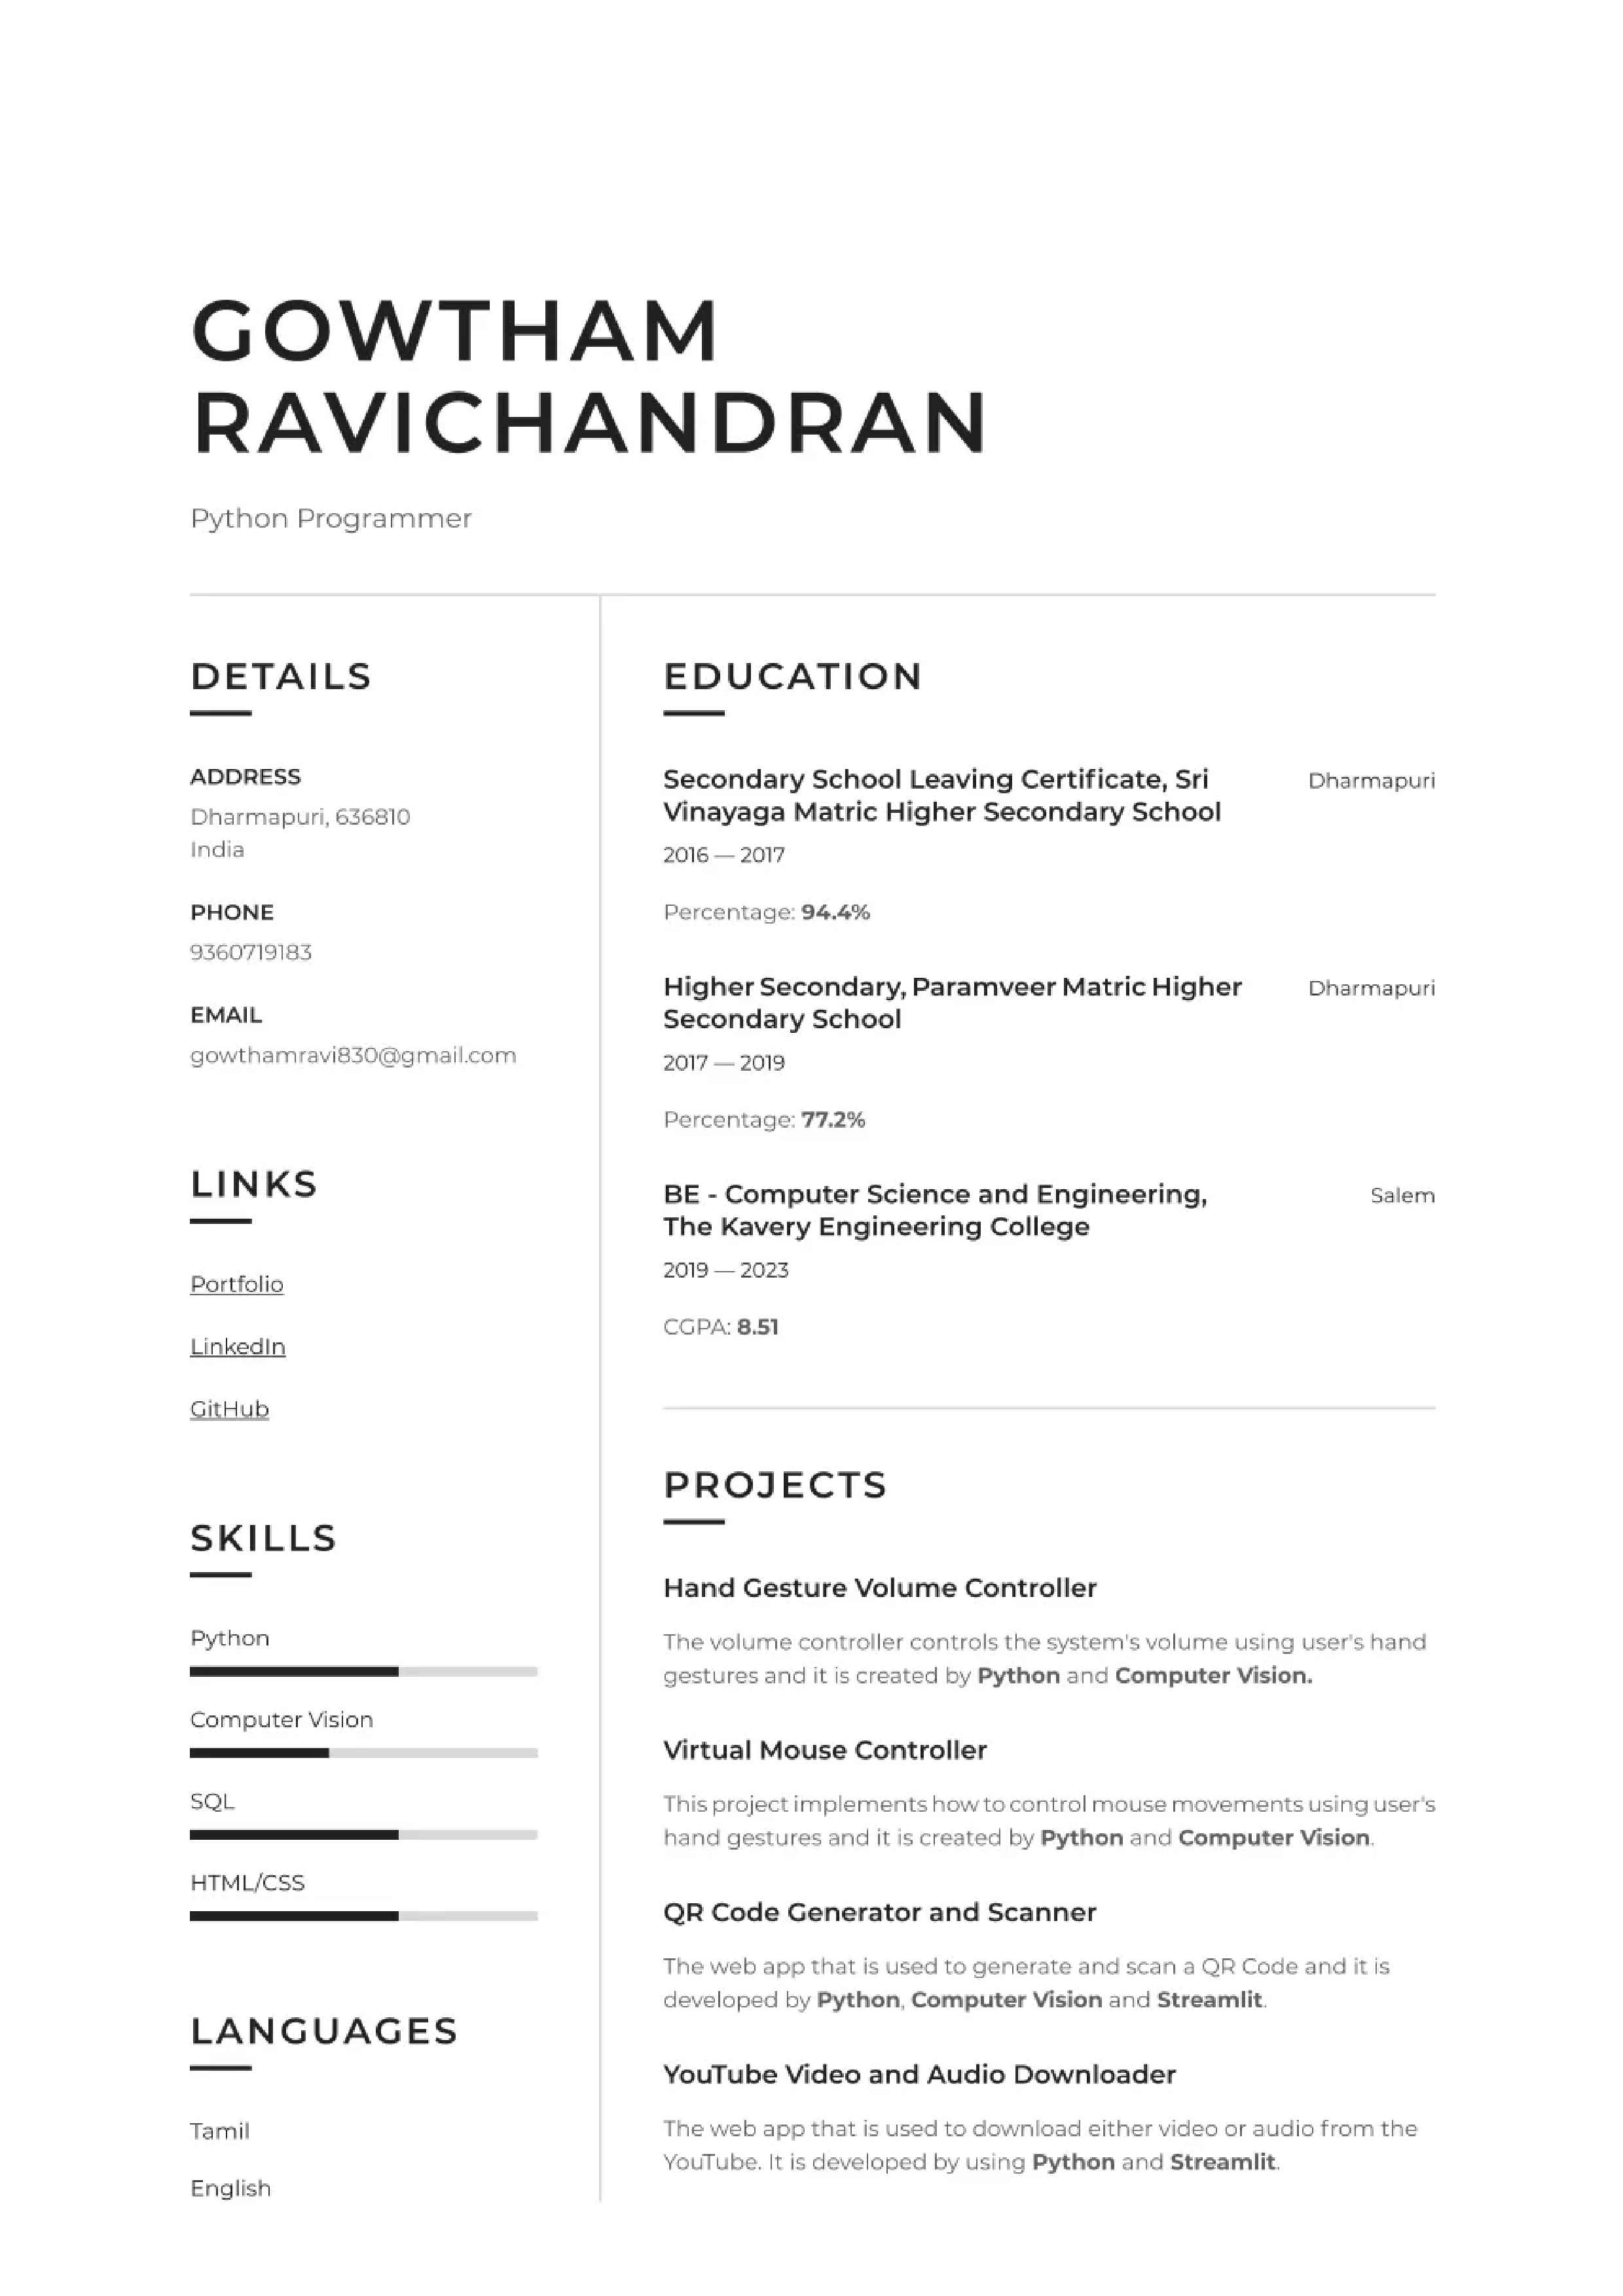 GOWTHAM
RAVICHANDRAN
Python Programmer
DETAILS
ADDRESS
Dharmapuri, 636810
India
PHONE
9360719183
EMAIL
gowthamravi830@gmail.com
LINKS
Portfolio
LinkedIn
GitHub
SKILLS
Python
Computer Vision
SQL
HTML/CSS
LANGUAGES
Tamil
English
EDUCATION
Secondary School Leaving Certificate, Sri Dharmapuri
Vinayaga Matric Higher Secondary School
2016 — 2017
Percentage: 94.4%
Higher Secondary, Paramveer Matric Higher Dharmapuri
Secondary School
2017 — 2019
Percentage: 77.2%
BE - Computer Science and Engineering, Salem
The Kavery Engineering College
2019 — 2023
CGPA: 8.51
PROJECTS
Hand Gesture Volume Controller
The volume controller controls the system's volume using user's hand
gestures and it is created by Python and Computer Vision.
Virtual Mouse Controller
This project implements how to control mouse movements using user's
hand gestures and it is created by Python and Computer Vision.
QR Code Generator and Scanner
The web app that is used to generate and scan a QR Code and it is
developed by Python, Computer Vision and Streamlit.
YouTube Video and Audio Downloader
The web app that is used to download either video or audio from the
YouTube. It is developed by using Python and Streamlit.